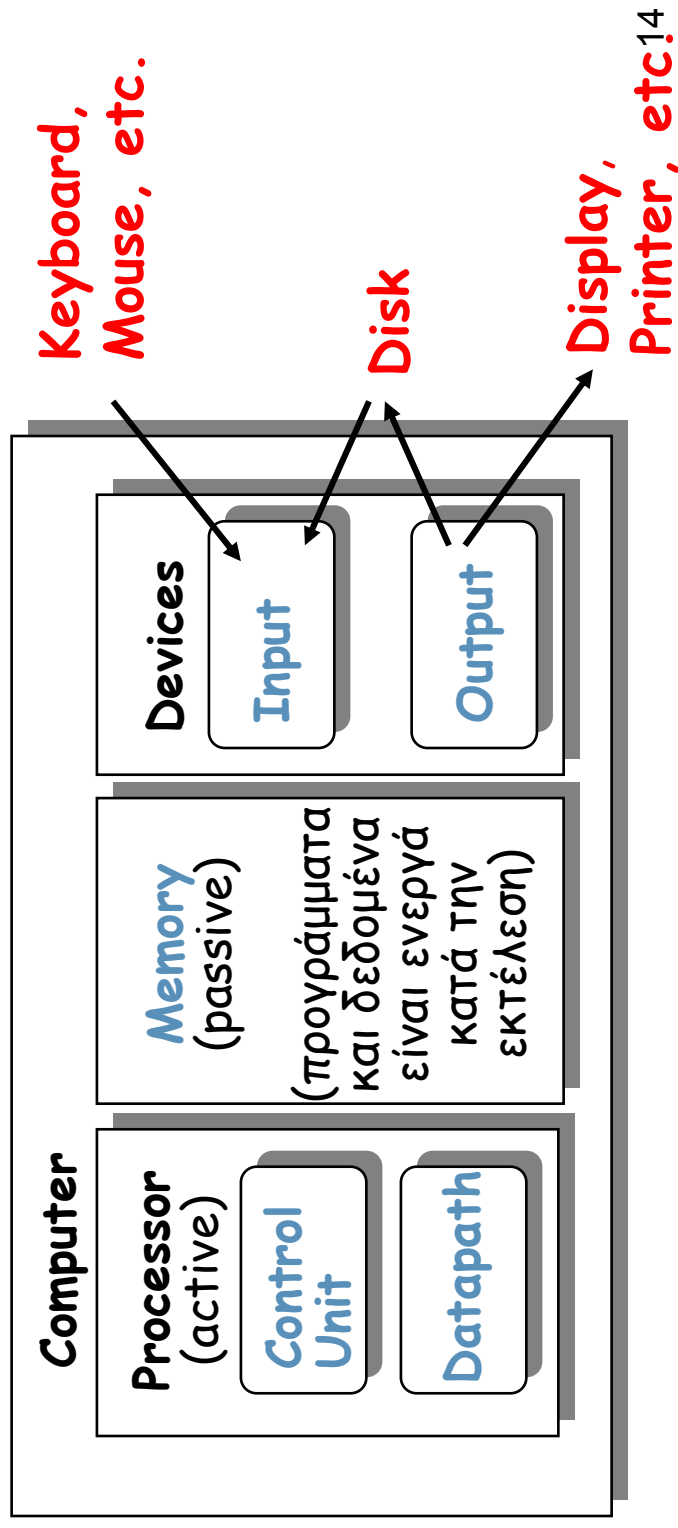 Computer
Processor
(active)
Control
Unit
Datapath
Memory
(passive)
(προγράμματα
και δεδομένα
είναι ενεργά
κατά την
εκτέλεση)
Devices
Input
Output
Keyboard,
Mouse, etc.
Disk
Display,
Printer, etc.
14